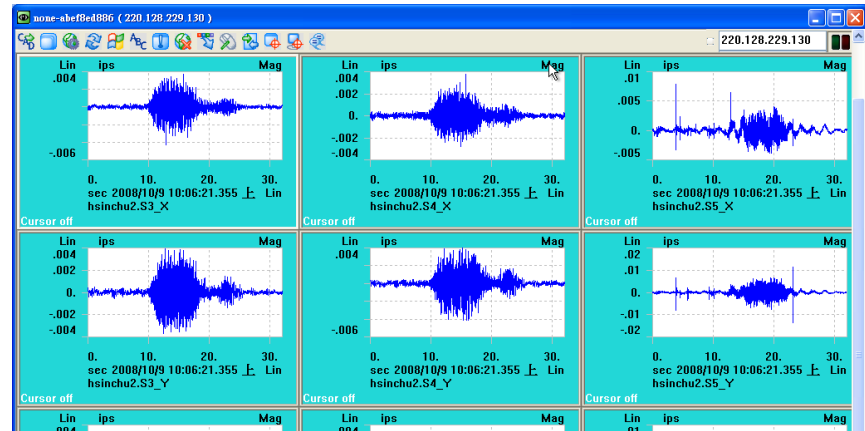 none-abef8ed886 ( 220.128.229.130 )
CAD ABC 220.128.229.130
Lin ips Mag
.004
-.006
0. 10. 20. 30.
sec 2008/10/9 10:06:21.355 上 Lin
hsinchu2.S3_X
Cursor off
Lin ips Mag
.004
.002
0.
-.002
-.004
0. 10. 20. 30.
sec 2008/10/9 10:06:21.355 上 Lin
hsinchu2.S4_X
Cursor off
Lin ips Mag
.01
.005
0.
-.005
0. 10. 20. 30.
sec 2008/10/9 10:06:21.355 上 Lin
hsinchu2.S5_X
Cursor off
Lin ips Mag
.004
.002
0.
-.002
-.004
0. 10. 20. 30.
sec 2008/10/9 10:06:21.355 上 Lin
hsinchu2.S3_Y
Cursor off
Lin ips Mag
.004
-.006
0. 10. 20. 30.
sec 2008/10/9 10:06:21.355 上 Lin
hsinchu2.S4_Y
Cursor off
Lin ips Mag
.02
.01
0.
-.01
-.02
0. 10. 20. 30.
sec 2008/10/9 10:06:21.355 上 Lin
hsinchu2.S5_Y
Cursor off
Lin ips Mag
Lin ips Mag
Lin ips Mag